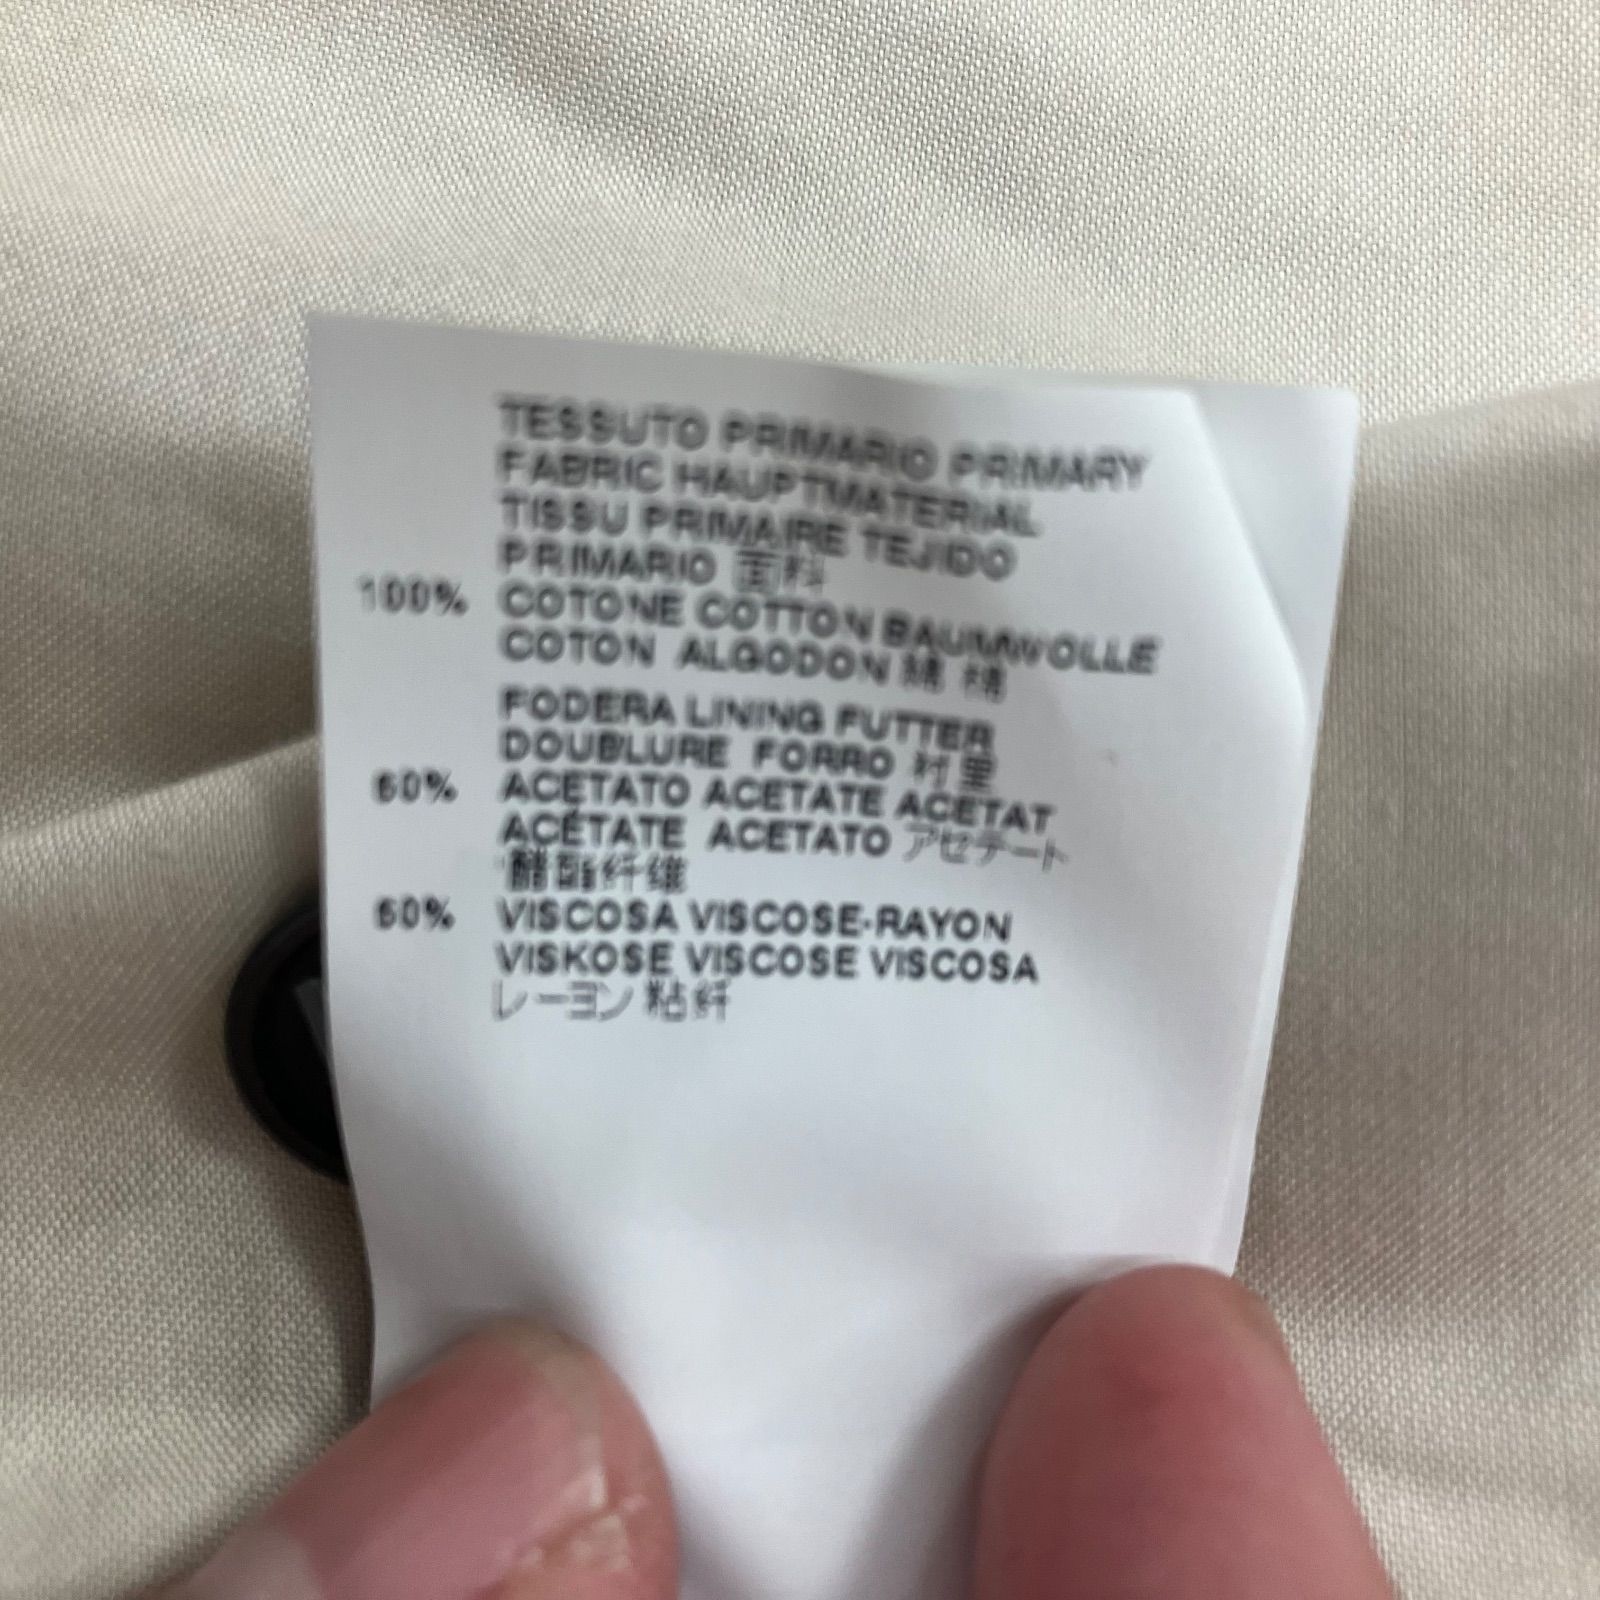 TESSUTO PRIMARIO PRIMARY
FABRIC HAUPTMATERIAL
TISSU PRIMAIRE TEJIDO
PRIMARIO 面料
100% COTONE COTTON BAUMWOLLE
COTON ALGODON 綿 棉
FODERA LINING FUTTER
DOUBLURE FORRO 衬里
50% ACETATO ACETATE ACETAT
ACÉTATE ACETATO アセテート
醋酯纤维
50% VISCOSA VISCOSE-RAYON
VISKOSE VISCOSE VISCOSA
レーヨン 粘纤